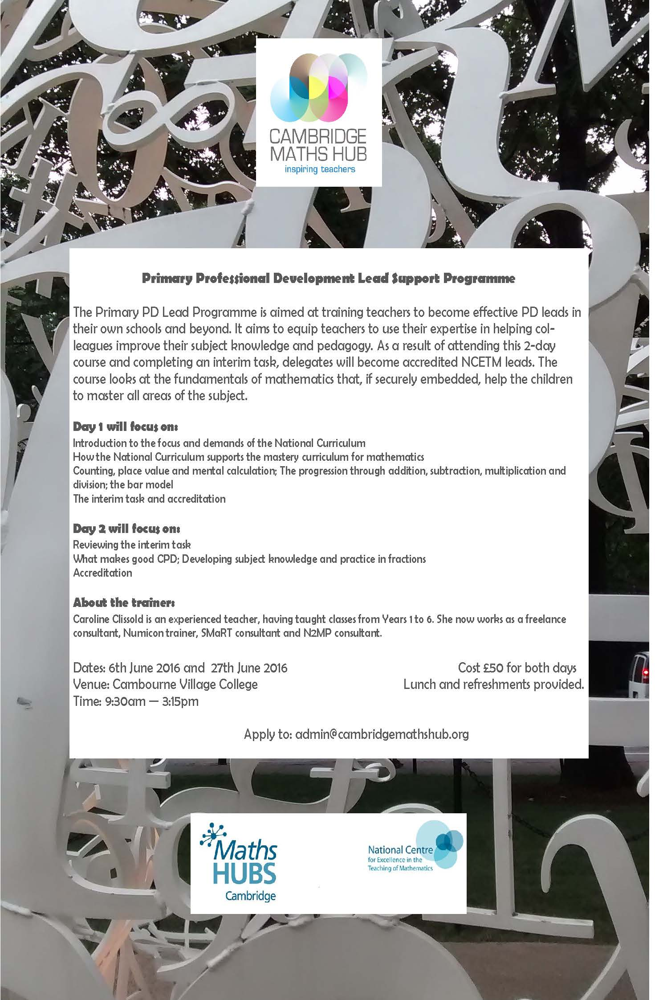 CAMBRIDGE
MATHS HUB
inspiring teachers
Primary Professional Development Lead Support Programme
The Primary PD Lead Programme is aimed at training teachers to become effective PD leads in
their own schools and beyond. It aims to equip teachers to use their expertise in helping col-
leagues improve their subject knowledge and pedagogy. As a result of attending this 2-day
course and completing an interim task, delegates will become accredited NCETM leads. The
course looks at the fundamentals of mathematics that, if securely embedded, help the children
to master all areas of the subject.
Day 1 will focus on:
Introduction to the focus and demands of the National Curriculum
How the National Curriculum supports the mastery curriculum for mathematics
Counting, place value and mental calculation; The progression through addition, subtraction, multiplication and
division; the bar model
The interim task and accreditation
Day 2 will focus on:
Reviewing the interim task
What makes good CPD; Developing subject knowledge and practice in fractions
Accreditation
About the trainer:
Caroline Clissold is an experienced teacher, having taught classes from Years 1 to 6. She now works as a freelance
consultant, Numicon trainer, SMaRT consultant and N2MP consultant.
Dates: 6th June 2016 and 27th June 2016 Cost £50 for both days
Venue: Cambourne Village College Lunch and refreshments provided.
Time: 9:30am — 3:15pm
Apply to: admin@cambridgemathshub.org
Maths
HUBS
Cambridge
National Centre
for Excellence in the
Teaching of Mathematics